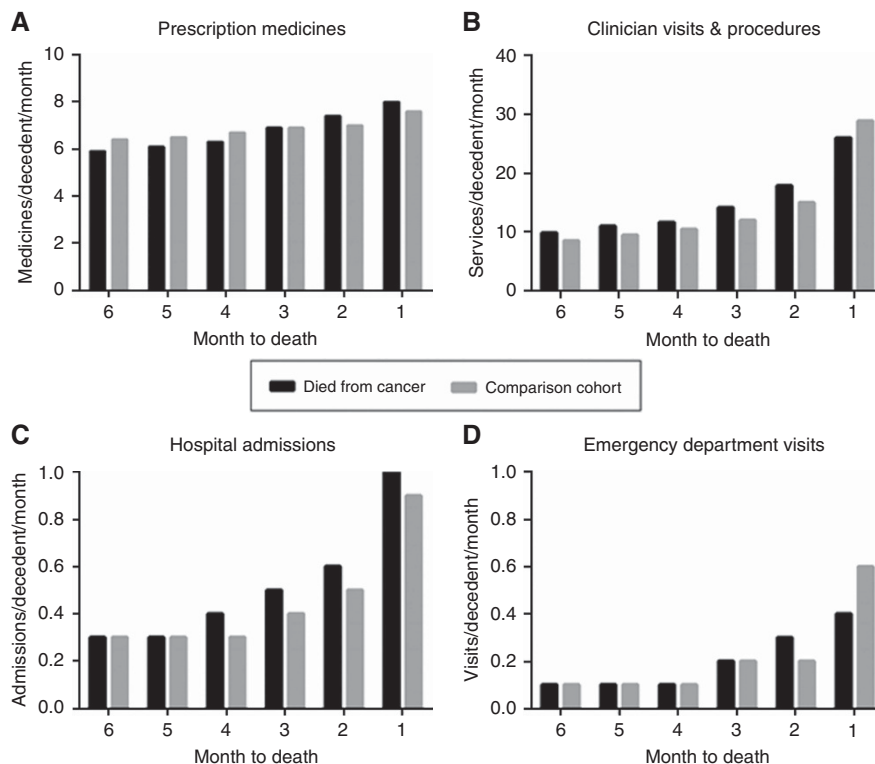 A
Prescription medicines
Medicines/decedent/month
10
8
6
4
2
0
6 5 4 3 2 1
Month to death
B
Clinician visits & procedures
Services/decedent/month
40
30
20
10
0
6 5 4 3 2 1
Month to death
Died from cancer
Comparison cohort
C
Hospital admissions
Admissions/decedent/month
1.0
0.8
0.6
0.4
0.2
0.0
6 5 4 3 2 1
Month to death
D
Emergency department visits
Visits/decedent/month
1.0
0.8
0.6
0.4
0.2
0.0
6 5 4 3 2 1
Month to death